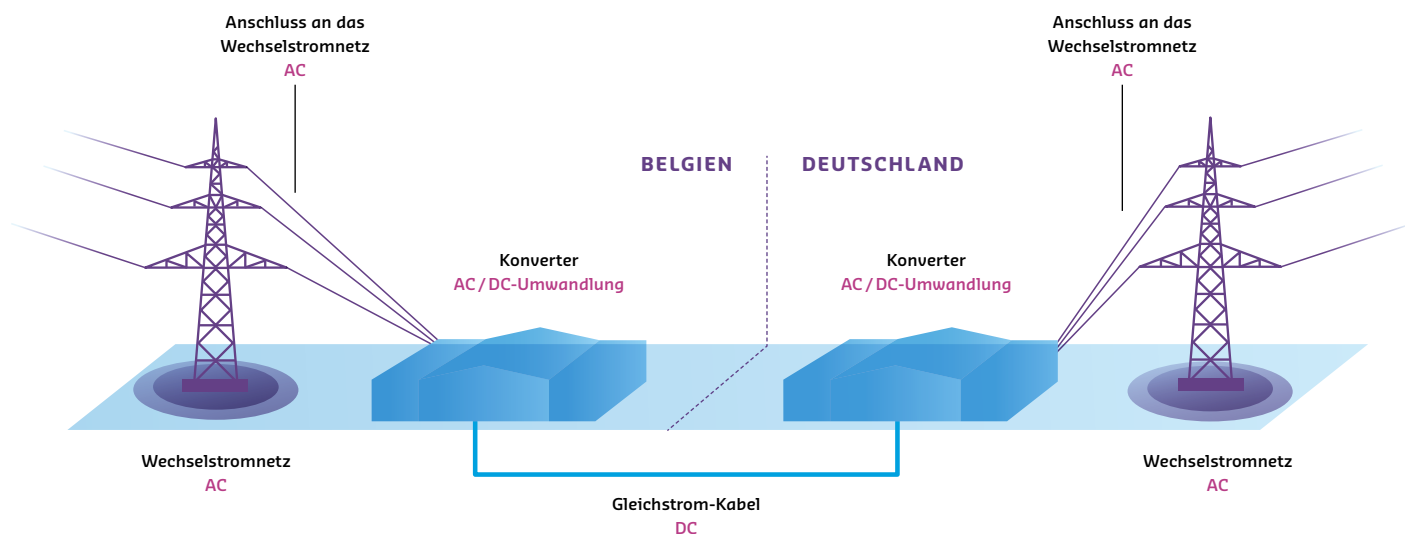 Anschluss an das
Wechselstromnetz
AC
Anschluss an das
Wechselstromnetz
AC
BELGIEN
DEUTSCHLAND
Konverter
AC / DC-Umwandlung
Konverter
AC / DC-Umwandlung
Wechselstromnetz
AC
Gleichstrom-Kabel
DC
Wechselstromnetz
AC